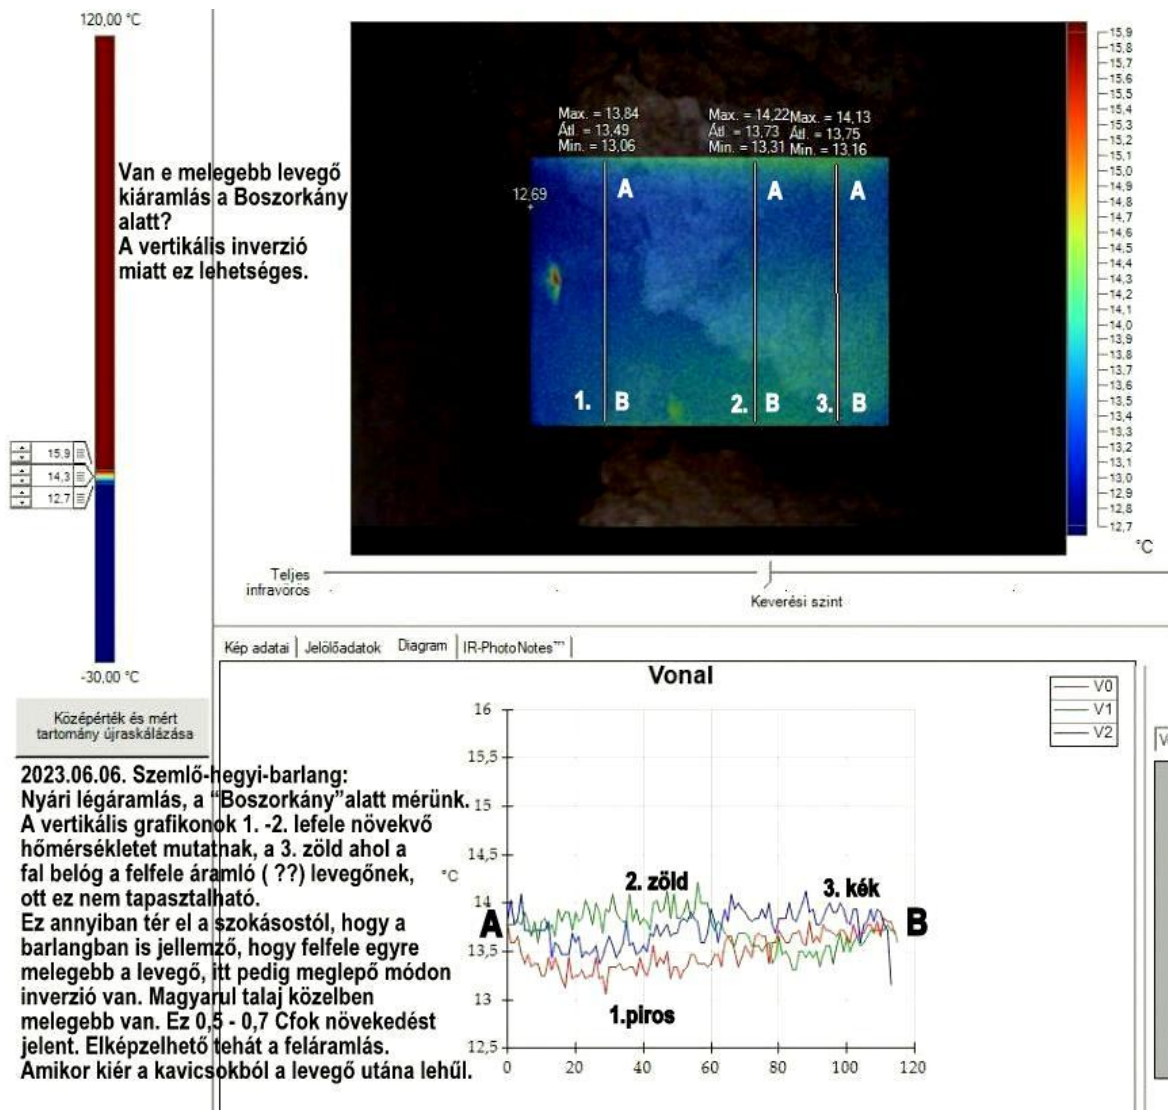 120,00 °C
Van e melegebb levegő
kiáramlás a Boszorkány
alatt?
A vertikális inverzió
miatt ez lehetséges.
15,9
14,3
12,7
-30,00 °C
Középérték és mért
tartomány újraskálázása
Max. = 13,84
Átl. = 13,49
Min. = 13,06
Max. = 14,22
Átl. = 13,73
Min. = 13,31
Max. = 14,13
Átl. = 13,75
Min. = 13,16
12,69
A
A
A
1. B
2. B
3. B
15,9
15,8
15,7
15,6
15,5
15,4
15,3
15,2
15,1
15,0
14,9
14,8
14,7
14,6
14,5
14,4
14,3
14,2
14,1
14,0
13,9
13,8
13,7
13,6
13,5
13,4
13,3
13,2
13,1
13,0
12,9
12,8
12,7
°C
Teljes
infravörös
Keverési szint
Kép adatai
Jelölőadatok
Diagram
IR-PhotoNotes™
Vonal
V0
V1
V2
16
15,5
15
14,5
°C
14
13,5
13
12,5
0
20
40
60
80
100
120
A
B
2. zöld
3. kék
1.piros
2023.06.06. Szemlő-hegyi-barlang:
Nyári légáramlás, a “Boszorkány”alatt mérünk.
A vertikális grafikonok 1. -2. lefele növekvő
hőmérsékletet mutatnak, a 3. zöld ahol a
fal belóg a felfele áramló ( ??) levegőnek,
ott ez nem tapasztalható.
Ez annyiban tér el a szokásostól, hogy a
barlangban is jellemző, hogy felfele egyre
melegebb a levegő, itt pedig meglepő módon
inverzió van. Magyarul talaj közelben
melegebb van. Ez 0,5 - 0,7 Cfok növekedést
jelent. Elképzelhető tehát a feláramlás.
Amikor kiér a kavicsokból a levegő utána lehűl.